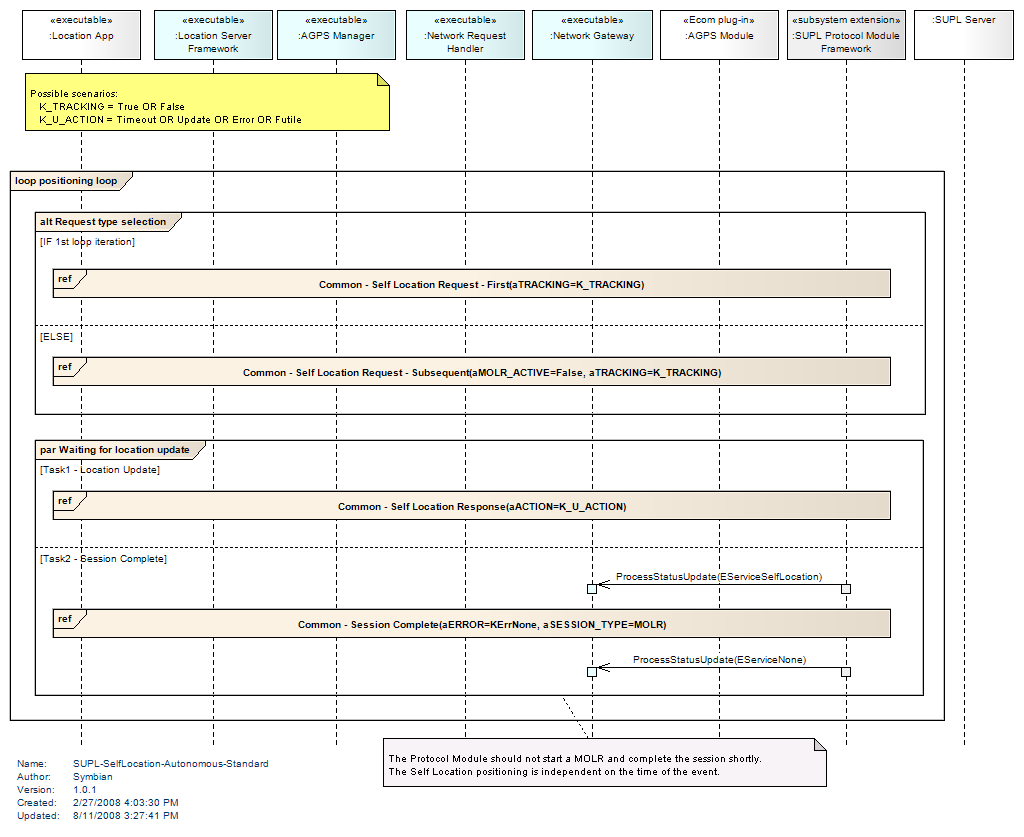 «executable»
:Location App
«executable»
:Location Server
Framework
«executable»
:AGPS Manager
«executable»
:Network Request
Handler
«executable»
:Network Gateway
«Ecom plug-in»
:AGPS Module
«subsystem extension»
:SUPL Protocol Module
Framework
:SUPL Server
Possible scenarios:
K_TRACKING = True OR False
K_U_ACTION = Timeout OR Update OR Error OR Futile
loop positioning loop
alt Request type selection
[IF 1st loop iteration]
ref
Common - Self Location Request - First(aTRACKING=K_TRACKING)
[ELSE]
ref
Common - Self Location Request - Subsequent(aMOLR_ACTIVE=False, aTRACKING=K_TRACKING)
par Waiting for location update
[Task1 - Location Update]
ref
Common - Self Location Response(aACTION=K_U_ACTION)
[Task2 - Session Complete]
ProcessStatusUpdate(EServiceSelfLocation)
ref
Common - Session Complete(aERROR=KErrNone, aSESSION_TYPE=MOLR)
ProcessStatusUpdate(EServiceNone)
The Protocol Module should not start a MOLR and complete the session shortly.
The Self Location positioning is independent on the time of the event.
Name: SUPL-SelfLocation-Autonomous-Standard
Author: Symbian
Version: 1.0.1
Created: 2/27/2008 4:03:30 PM
Updated: 8/11/2008 3:27:41 PM